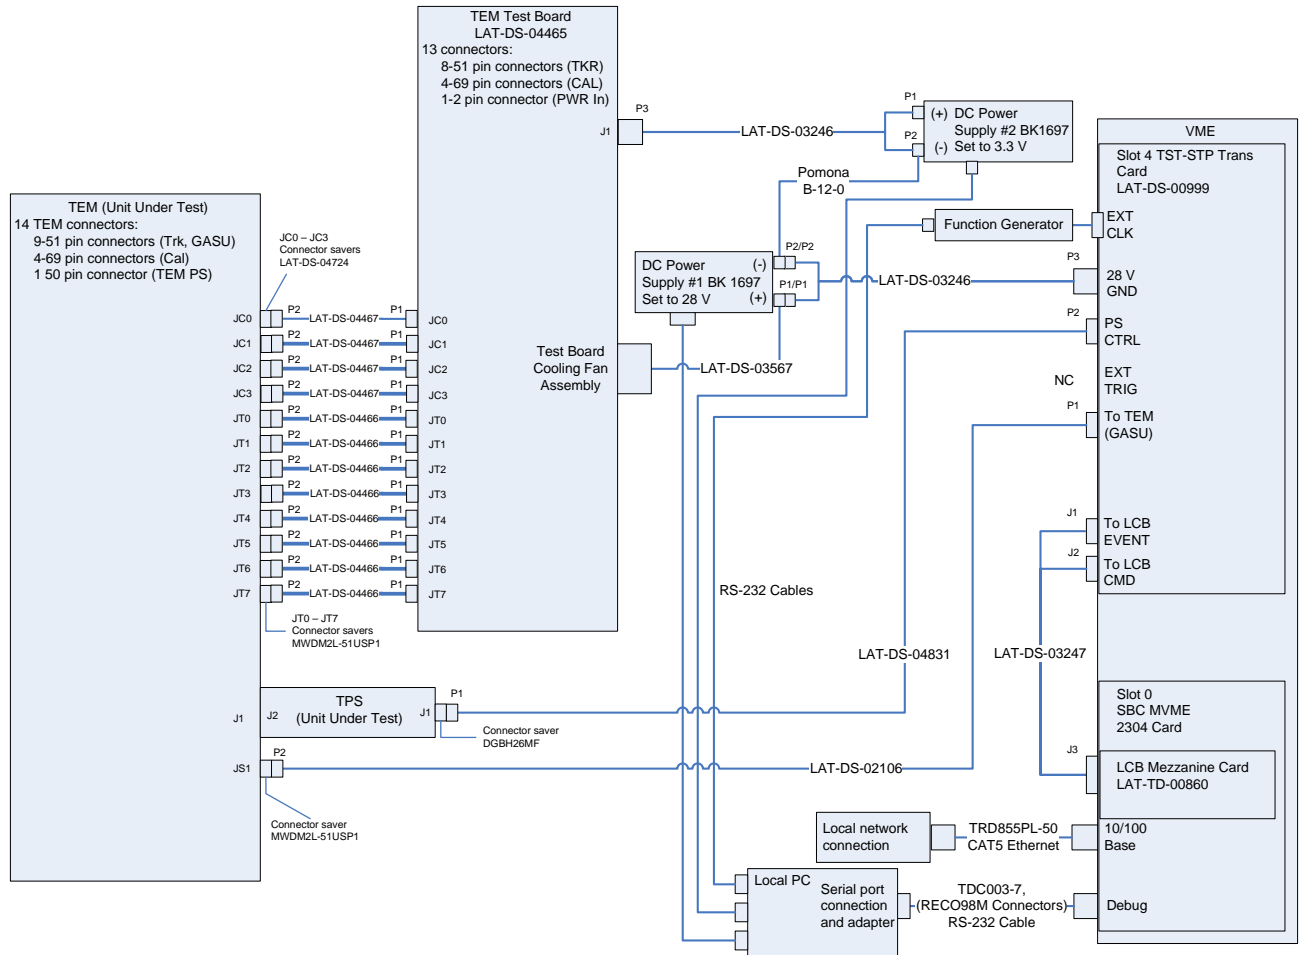 TEM Test Board
LAT-DS-04465
13 connectors:
8-51 pin connectors (TKR)
4-69 pin connectors (CAL)
1-2 pin connector (PWR In)
J1
P3
LAT-DS-03246
P1
P2
(+) DC Power
Supply #2 BK1697
(-) Set to 3.3 V
Pomona
B-12-0
VME
Slot 4 TST-STP Trans
Card
LAT-DS-00999
EXT
CLK
Function Generator
P3
28 V
GND
P2
PS
CTRL
EXT
TRIG
NC
P1
To TEM
(GASU)
J1
To LCB
EVENT
J2
To LCB
CMD
TEM (Unit Under Test)
14 TEM connectors:
9-51 pin connectors (Trk, GASU)
4-69 pin connectors (Cal)
1 50 pin connector (TEM PS)
JC0 – JC3
Connector savers
LAT-DS-04724
DC Power (-)
Supply #1 BK 1697
Set to 28 V (+)
P2/P2
P1/P1
LAT-DS-03246
Test Board
Cooling Fan
Assembly
LAT-DS-03567
JC0 P2 LAT-DS-04467 P1 JC0
JC1 P2 LAT-DS-04467 P1 JC1
JC2 P2 LAT-DS-04467 P1 JC2
JC3 P2 LAT-DS-04467 P1 JC3
JT0 P2 LAT-DS-04466 P1 JT0
JT1 P2 LAT-DS-04466 P1 JT1
JT2 P2 LAT-DS-04466 P1 JT2
JT3 P2 LAT-DS-04466 P1 JT3
JT4 P2 LAT-DS-04466 P1 JT4
JT5 P2 LAT-DS-04466 P1 JT5
JT6 P2 LAT-DS-04466 P1 JT6
JT7 P2 LAT-DS-04466 P1 JT7
JT0 – JT7
Connector savers
MWDM2L-51USP1
RS-232 Cables
LAT-DS-04831
LAT-DS-03247
J1
J2
TPS
(Unit Under Test)
J1
P1
Connector saver
DGBH26MF
JS1
P2
LAT-DS-02106
Connector saver
MWDM2L-51USP1
Slot 0
SBC MVME
2304 Card
J3
LCB Mezzanine Card
LAT-TD-00860
Local network
connection
TRD855PL-50
CAT5 Ethernet
10/100
Base
Local PC
Serial port
connection
and adapter
TDC003-7,
(RECO98M Connectors)
RS-232 Cable
Debug